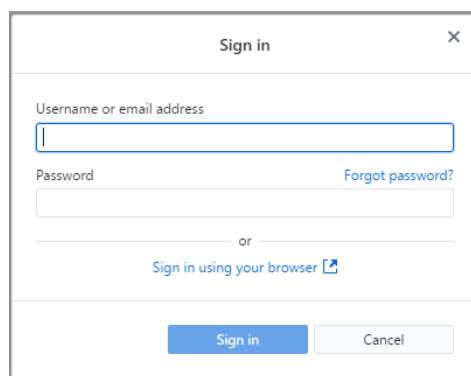 Sign in
Username or email address
Password Forgot password?
or
Sign in using your browser
Sign in Cancel